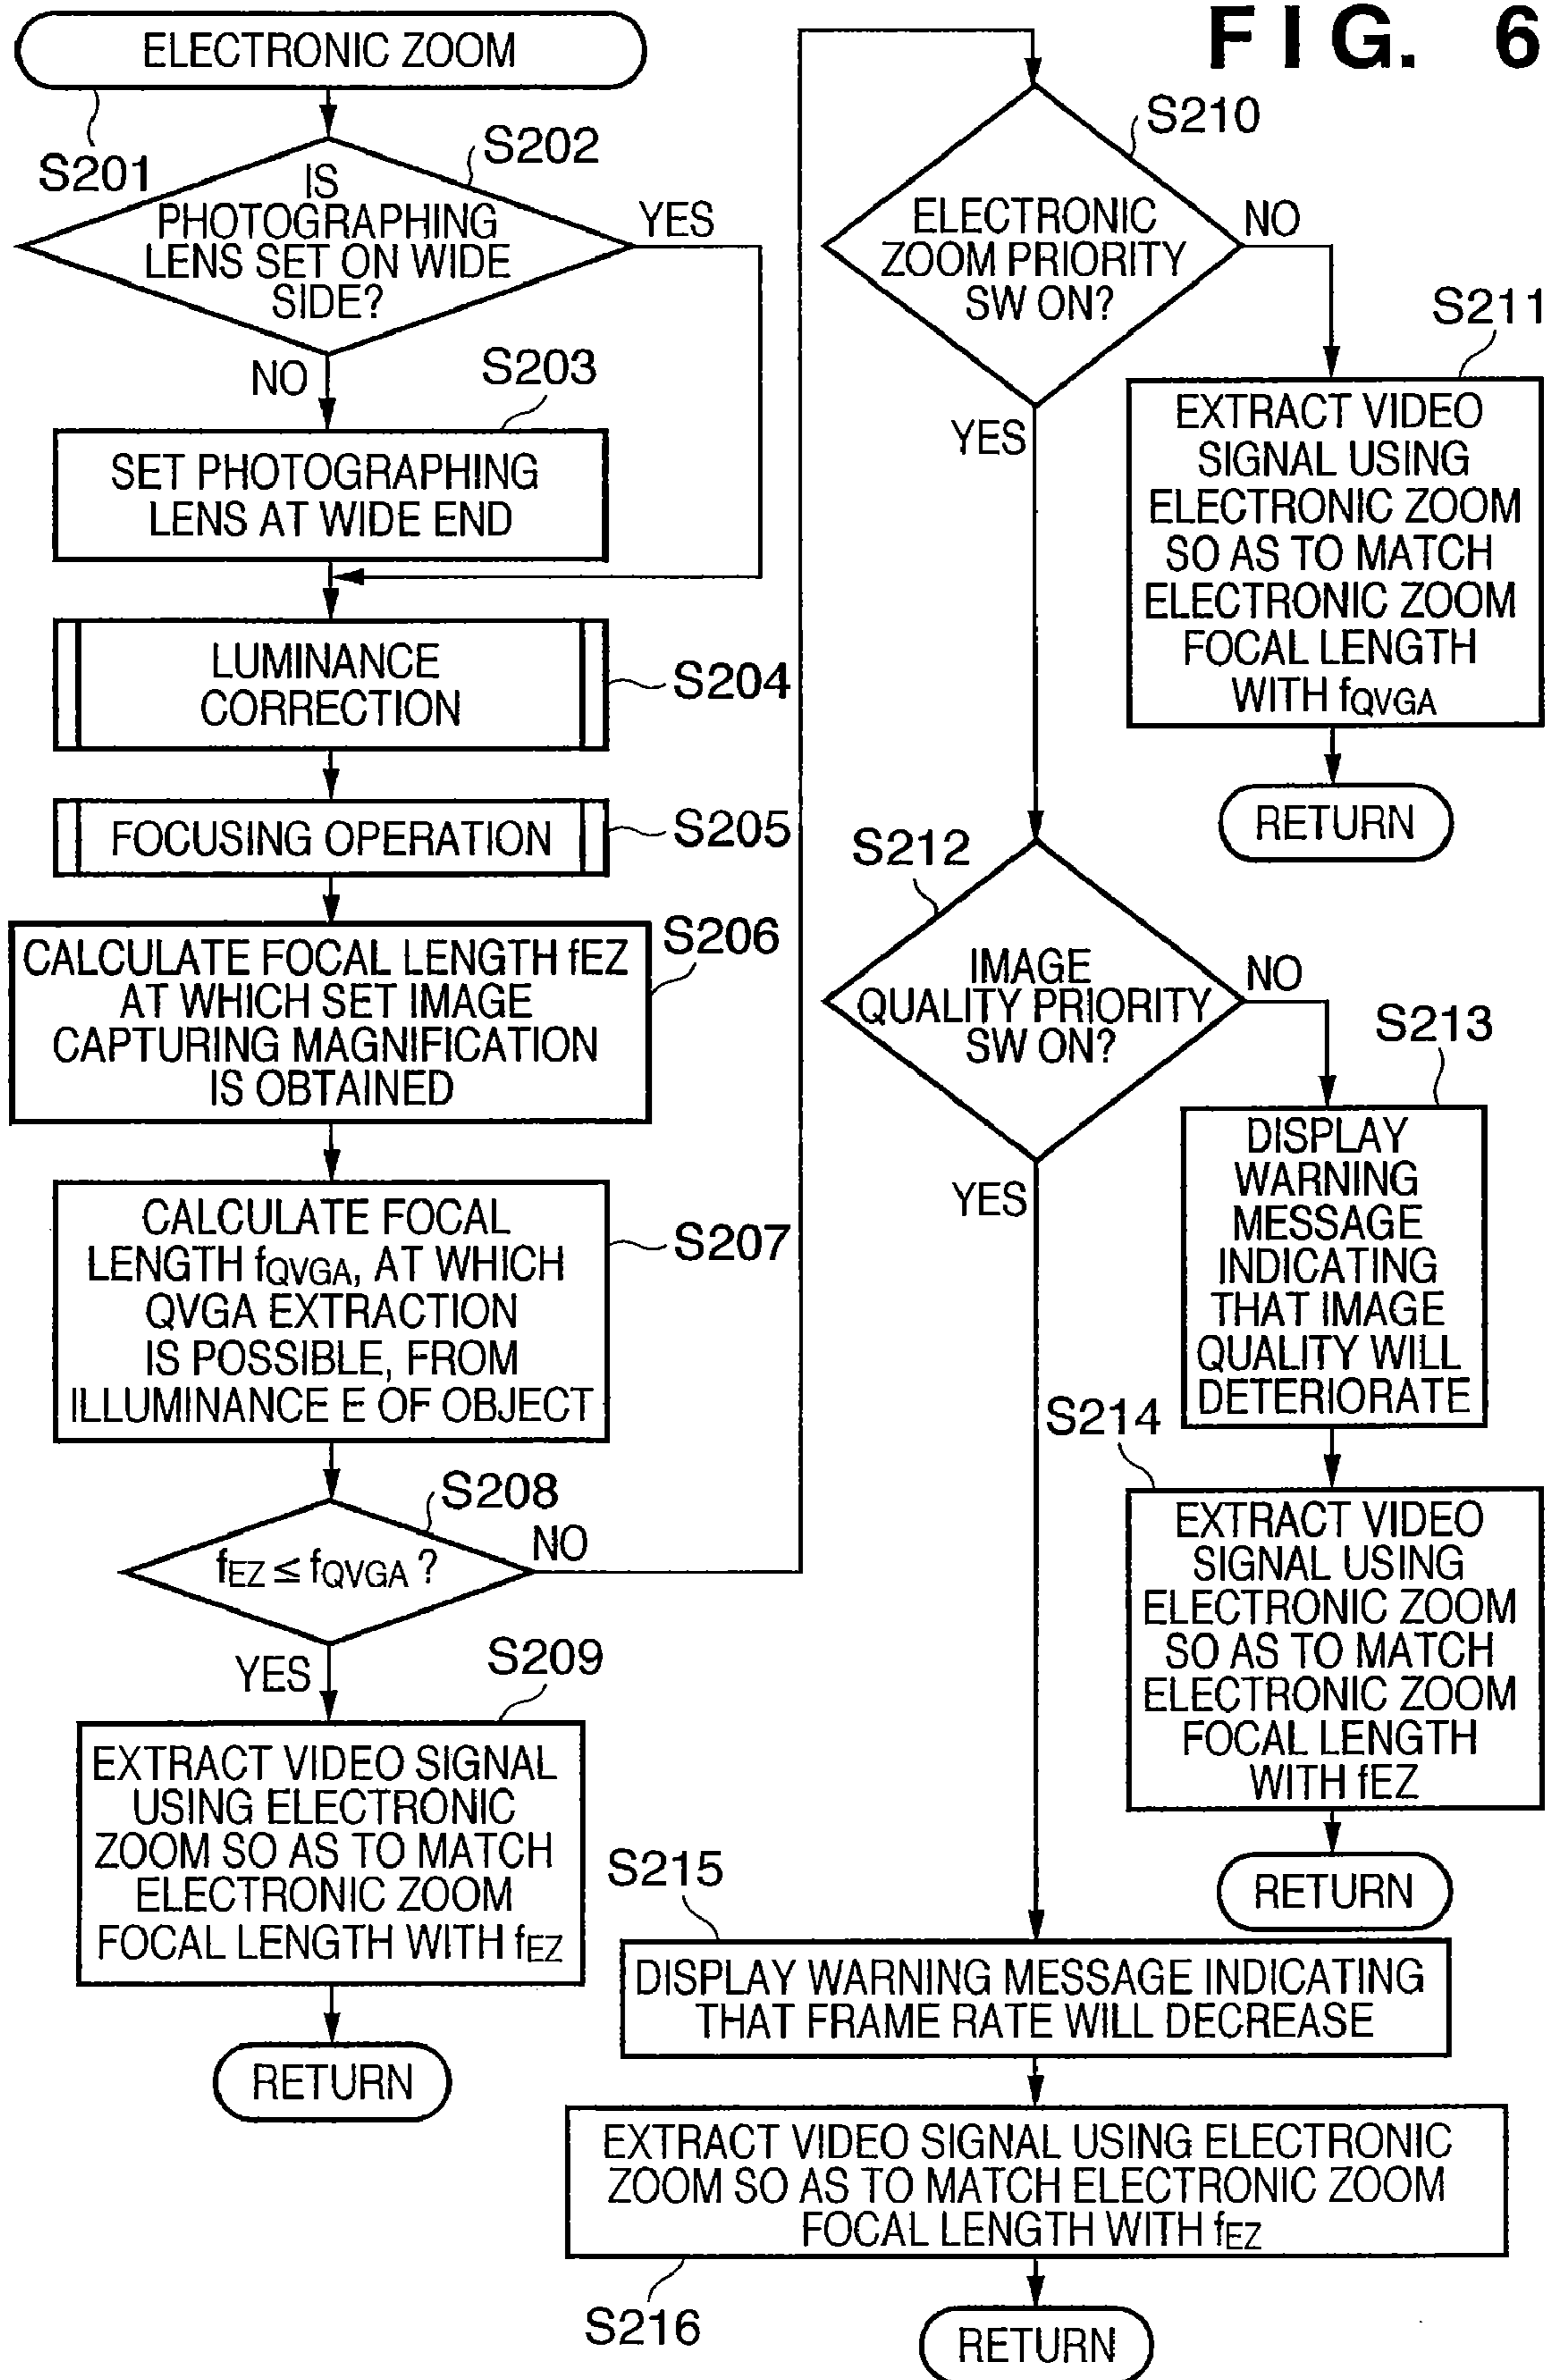 FIG. 6
ELECTRONIC ZOOM
S201
S202
IS
PHOTOGRAPHING
LENS SET ON WIDE
SIDE?
YES
NO
S203
SET PHOTOGRAPHING
LENS AT WIDE END
LUMINANCE
CORRECTION
S204
FOCUSING OPERATION
S205
CALCULATE FOCAL LENGTH fEZ
AT WHICH SET IMAGE
CAPTURING MAGNIFICATION
IS OBTAINED
S206
CALCULATE FOCAL
LENGTH fQVGA, AT WHICH
QVGA EXTRACTION
IS POSSIBLE, FROM
ILLUMINANCE E OF OBJECT
S207
S208
fEZ ≤ fQVGA ?
NO
YES
S209
EXTRACT VIDEO SIGNAL
USING ELECTRONIC
ZOOM SO AS TO MATCH
ELECTRONIC ZOOM
FOCAL LENGTH WITH fEZ
RETURN
S210
ELECTRONIC
ZOOM PRIORITY
SW ON?
NO
YES
S211
EXTRACT VIDEO
SIGNAL USING
ELECTRONIC ZOOM
SO AS TO MATCH
ELECTRONIC ZOOM
FOCAL LENGTH
WITH fQVGA
RETURN
S212
IMAGE
QUALITY PRIORITY
SW ON?
NO
YES
S213
DISPLAY
WARNING
MESSAGE
INDICATING
THAT IMAGE
QUALITY WILL
DETERIORATE
S214
EXTRACT VIDEO
SIGNAL USING
ELECTRONIC ZOOM
SO AS TO MATCH
ELECTRONIC ZOOM
FOCAL LENGTH
WITH fEZ
RETURN
S215
DISPLAY WARNING MESSAGE INDICATING
THAT FRAME RATE WILL DECREASE
EXTRACT VIDEO SIGNAL USING ELECTRONIC
ZOOM SO AS TO MATCH ELECTRONIC ZOOM
FOCAL LENGTH WITH fEZ
S216
RETURN